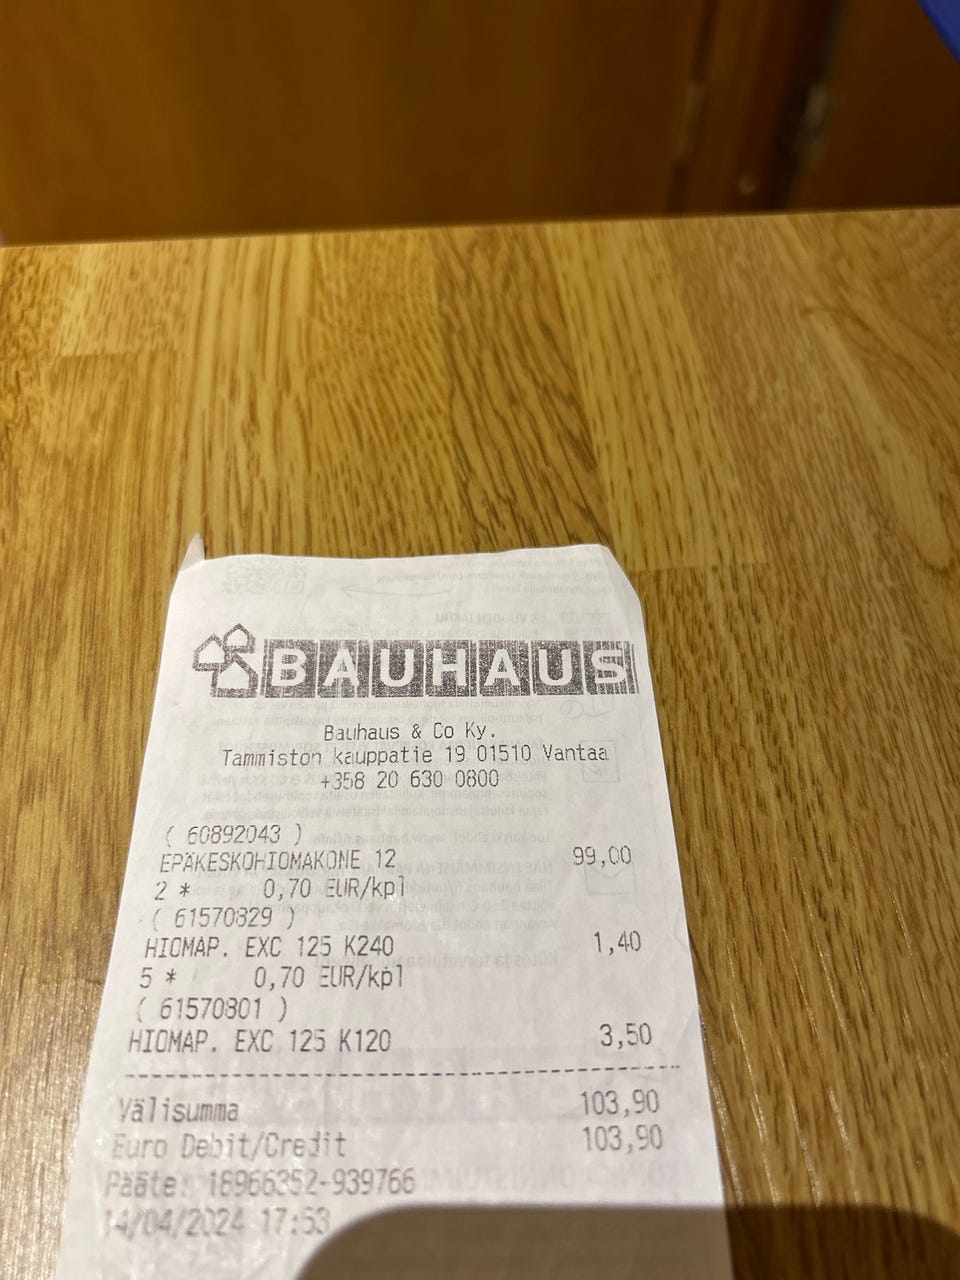 BAUHAUS
Bauhaus & Co Ky.
Tammiston kauppatie 19 01510 Vantaa
+358 20 630 0800
( 60892043 )
EPÄKESKOHIOMAKONE 12 99,00
2 * 0,70 EUR/kpl
( 61570829 )
HIOMAP. EXC 125 K240 1,40
5 * 0,70 EUR/kpl
( 61570801 )
HIOMAP. EXC 125 K120 3,50
Välisumma 103,90
Euro Debit/Credit 103,90
Pääte: 18966352-939766
14/04/2024 17:53